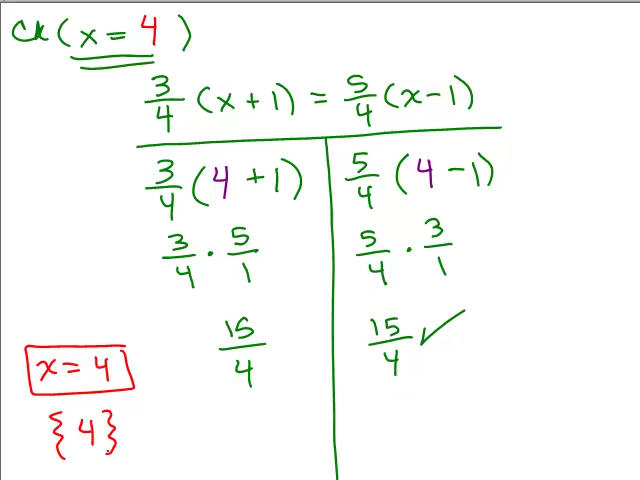 ck (x = 4)
3/4 (x + 1) = 5/4 (x - 1)
3/4 (4 + 1) 5/4 (4 - 1)
3/4 · 5/1 5/4 · 3/1
15/4 15/4 ✓
x = 4
{4}